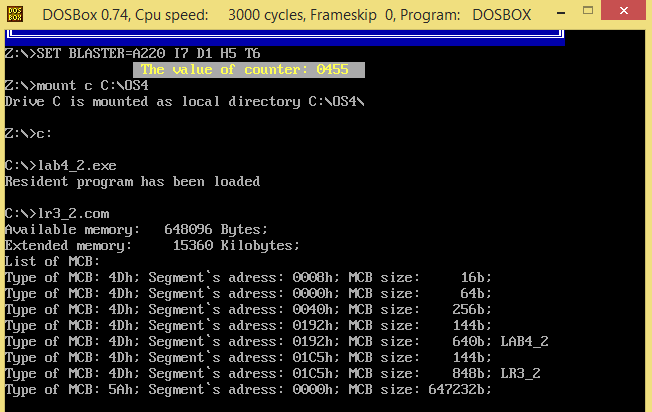 DOS BOX DOSBox 0.74, Cpu speed: 3000 cycles, Frameskip 0, Program: DOSBOX
Z:\>SET BLASTER=A220 I7 D1 H5 T6
The value of counter: 0455
Z:\>mount c C:\OS4
Drive C is mounted as local directory C:\OS4\
Z:\>c:
C:\>lab4_2.exe
Resident program has been loaded
C:\>lr3_2.com
Available memory: 648096 Bytes;
Extended memory: 15360 Kilobytes;
List of MCB:
Type of MCB: 4Dh; Segment`s adress: 0008h; MCB size: 16b;
Type of MCB: 4Dh; Segment`s adress: 0000h; MCB size: 64b;
Type of MCB: 4Dh; Segment`s adress: 0040h; MCB size: 256b;
Type of MCB: 4Dh; Segment`s adress: 0192h; MCB size: 144b;
Type of MCB: 4Dh; Segment`s adress: 0192h; MCB size: 640b; LAB4_2
Type of MCB: 4Dh; Segment`s adress: 01C5h; MCB size: 144b;
Type of MCB: 4Dh; Segment`s adress: 01C5h; MCB size: 848b; LR3_2
Type of MCB: 5Ah; Segment`s adress: 0000h; MCB size: 647232b;